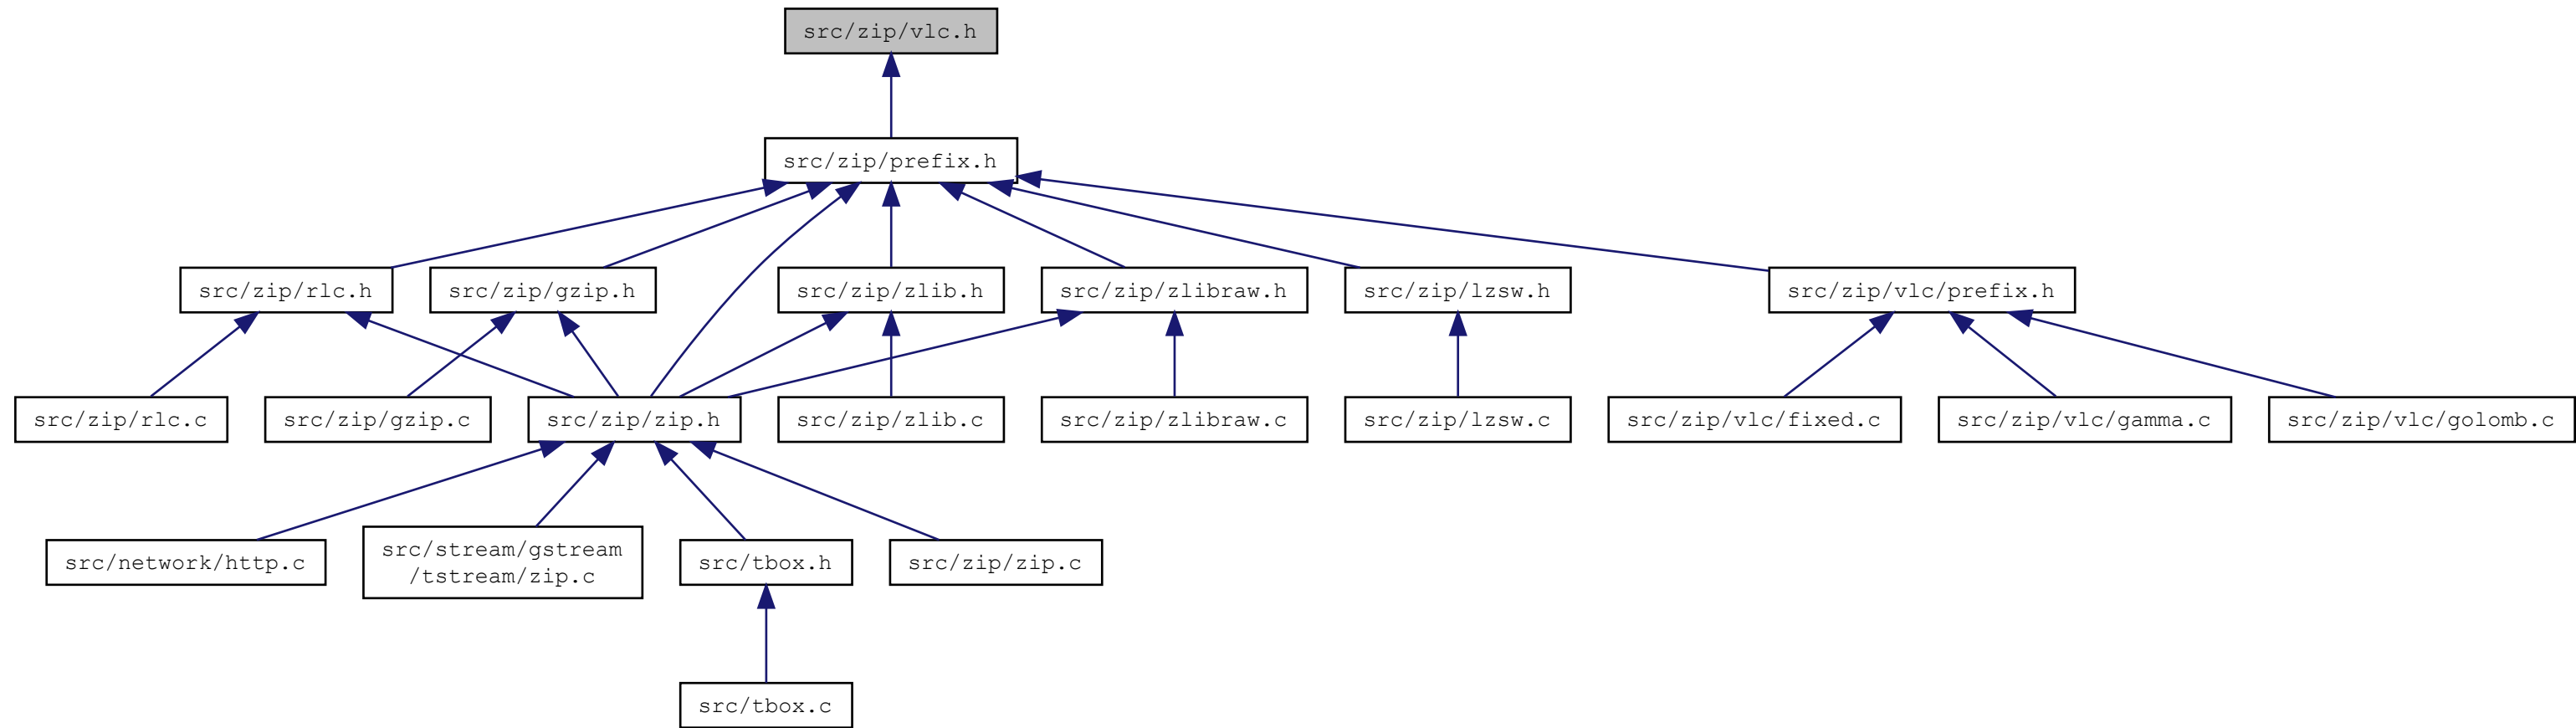 src/zip/vlc.h
src/zip/prefix.h
src/zip/rlc.h
src/zip/gzip.h
src/zip/zlib.h
src/zip/zlibraw.h
src/zip/lzsw.h
src/zip/vlc/prefix.h
src/zip/rlc.c
src/zip/gzip.c
src/zip/zip.h
src/zip/zlib.c
src/zip/zlibraw.c
src/zip/lzsw.c
src/zip/vlc/fixed.c
src/zip/vlc/gamma.c
src/zip/vlc/golomb.c
src/network/http.c
src/stream/gstream
/tstream/zip.c
src/tbox.h
src/zip/zip.c
src/tbox.c